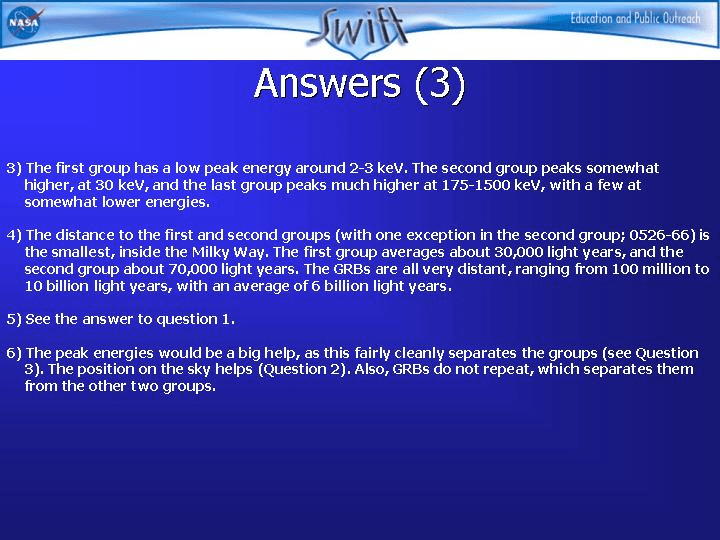 NASA
Swift
Education and Public Outreach
Answers (3)
3) The first group has a low peak energy around 2-3 keV. The second group peaks somewhat
higher, at 30 keV, and the last group peaks much higher at 175-1500 keV, with a few at
somewhat lower energies.
4) The distance to the first and second groups (with one exception in the second group; 0526-66) is
the smallest, inside the Milky Way. The first group averages about 30,000 light years, and the
second group about 70,000 light years. The GRBs are all very distant, ranging from 100 million to
10 billion light years, with an average of 6 billion light years.
5) See the answer to question 1.
6) The peak energies would be a big help, as this fairly cleanly separates the groups (see Question
3). The position on the sky helps (Question 2). Also, GRBs do not repeat, which separates them
from the other two groups.